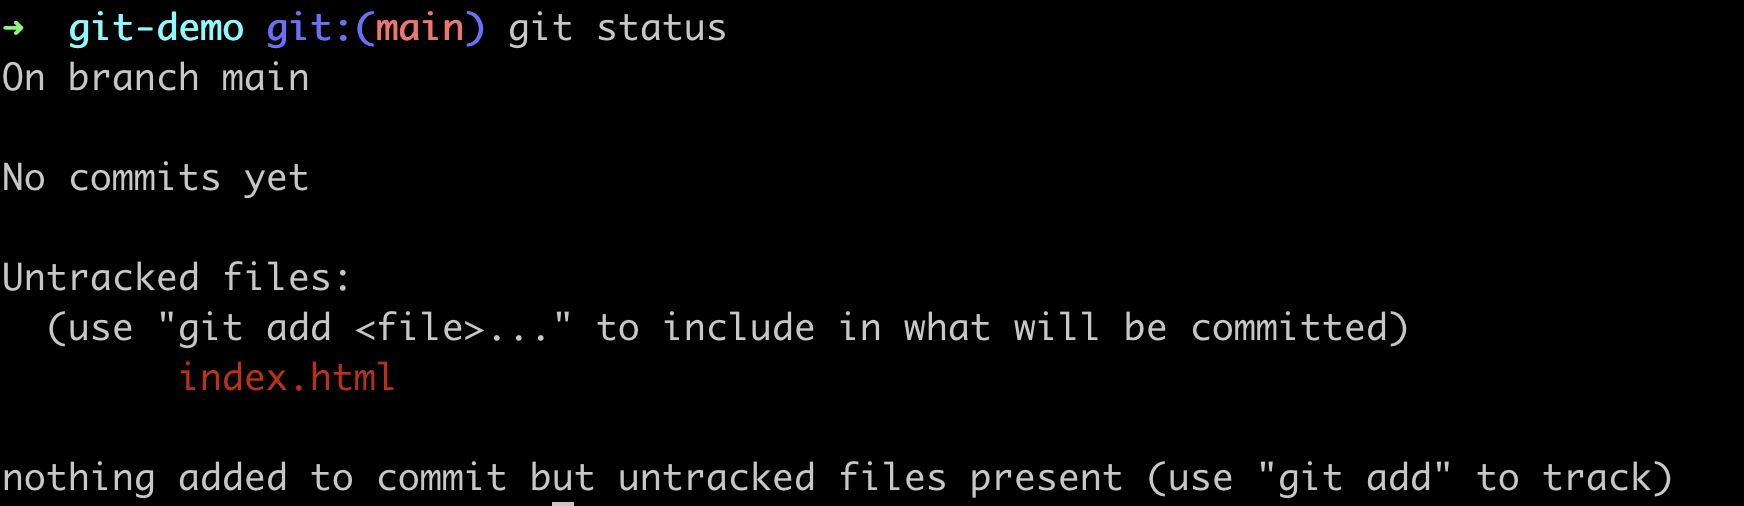 ➜  git-demo git:(main) git status
On branch main
No commits yet
Untracked files:
  (use "git add <file>..." to include in what will be committed)
        index.html
nothing added to commit but untracked files present (use "git add" to track)